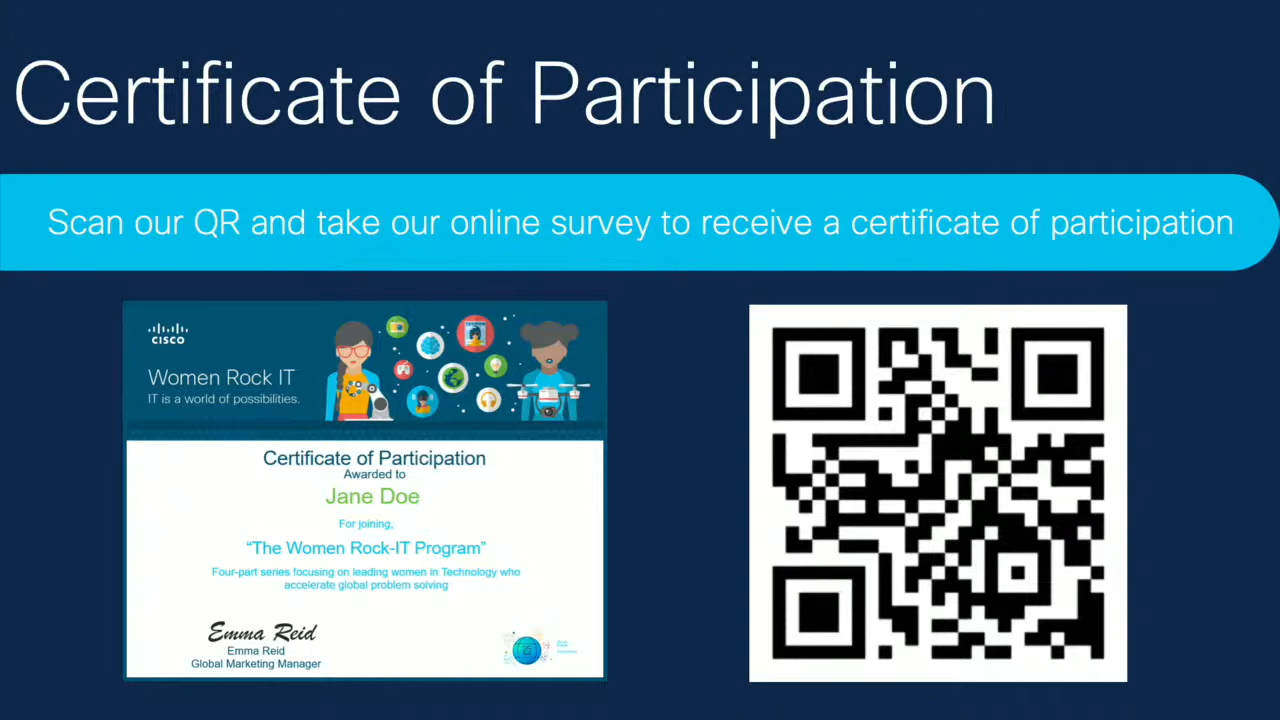 Certificate of Participation
Scan our QR and take our online survey to receive a certificate of participation
CISCO
Women Rock IT
IT is a world of possibilities.
Certificate of Participation
Awarded to
Jane Doe
For joining,
“The Women Rock-IT Program”
Four-part series focusing on leading women in Technology who
accelerate global problem solving
Emma Reid
Emma Reid
Global Marketing Manager